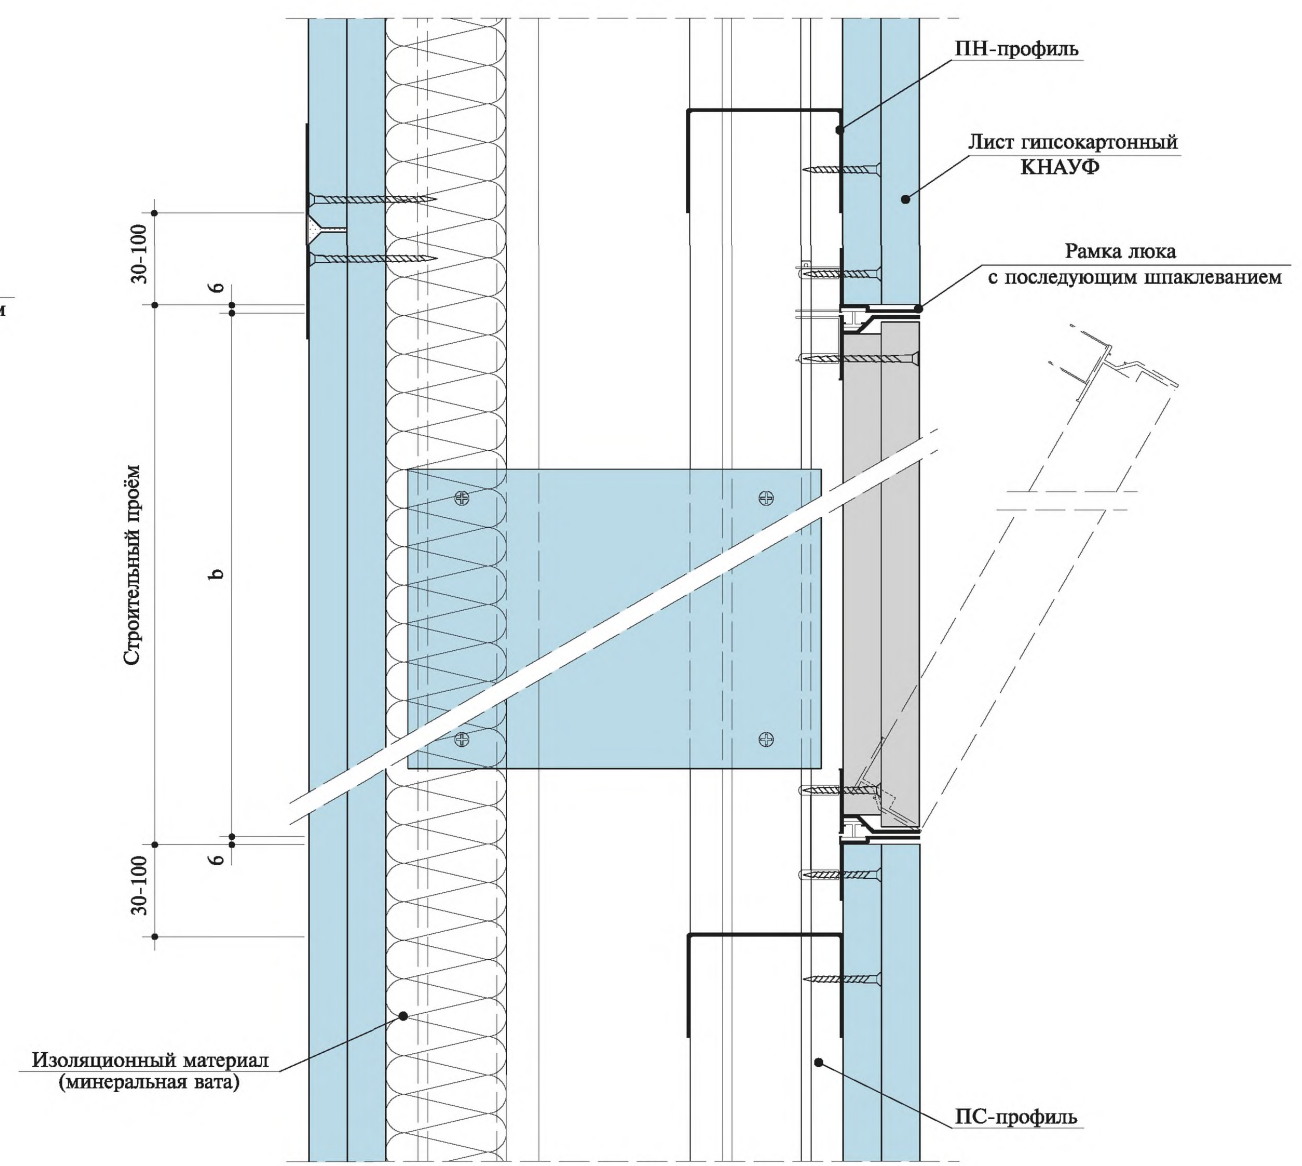 ПН-профиль
Лист гипсокартонный
КНАУФ
Рамка люка
с последующим шпаклеванием
30-100
6
м
Строительный проём
b
6
30-100
Изоляционный материал
(минеральная вата)
ПС-профиль